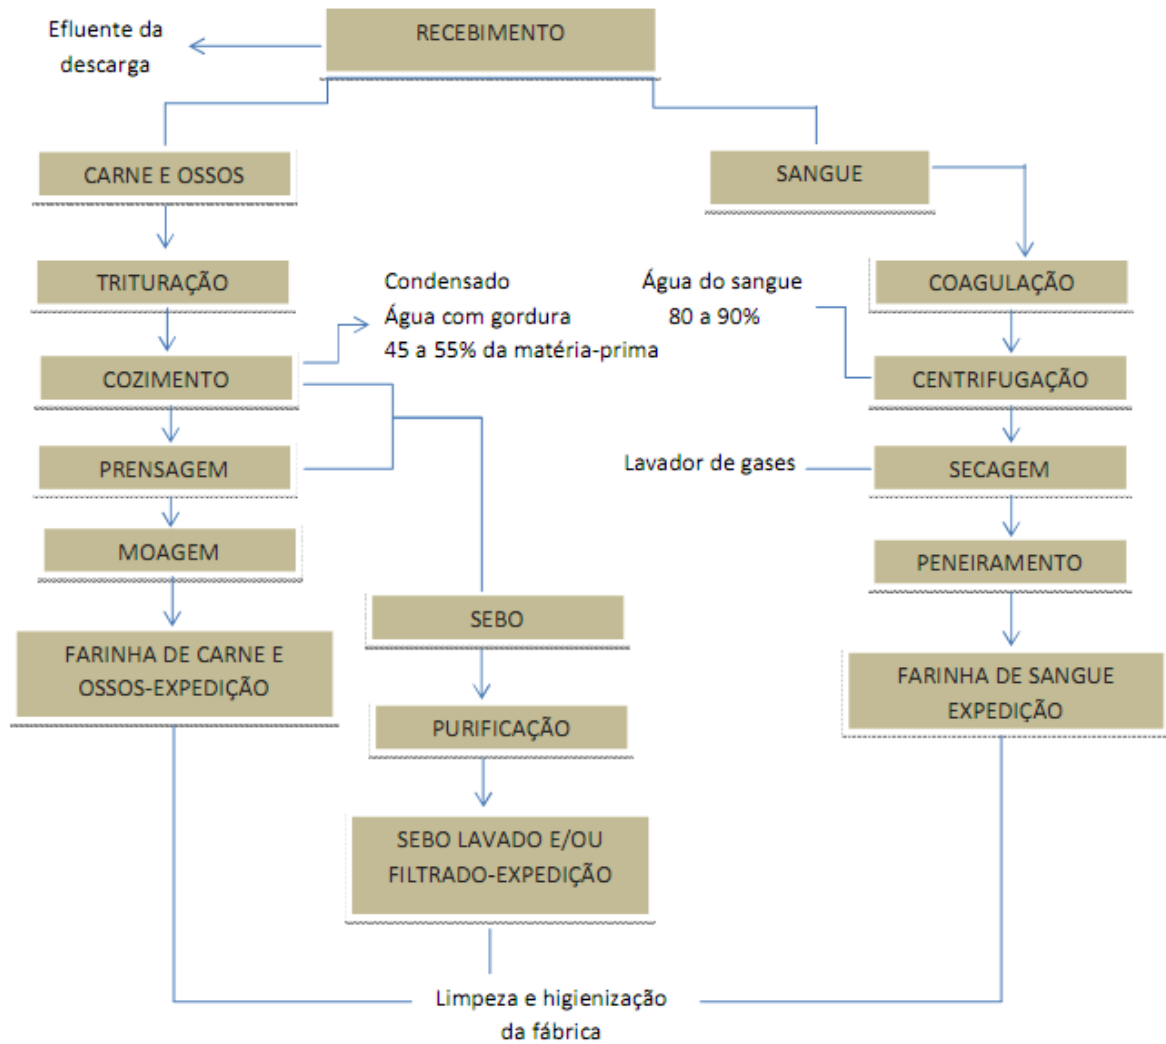 Efluente da
descarga
RECEBIMENTO
CARNE E OSSOS
SANGUE
TRITURAÇÃO
Condensado
Água com gordura
45 a 55% da matéria-prima
Água do sangue
80 a 90%
COAGULAÇÃO
COZIMENTO
CENTRIFUGAÇÃO
PRENSAGEM
Lavador de gases
SECAGEM
MOAGEM
PENEIRAMENTO
SEBO
FARINHA DE CARNE E
OSSOS-EXPEDIÇÃO
FARINHA DE SANGUE
EXPEDIÇÃO
PURIFICAÇÃO
SEBO LAVADO E/OU
FILTRADO-EXPEDIÇÃO
Limpeza e higienização
da fábrica